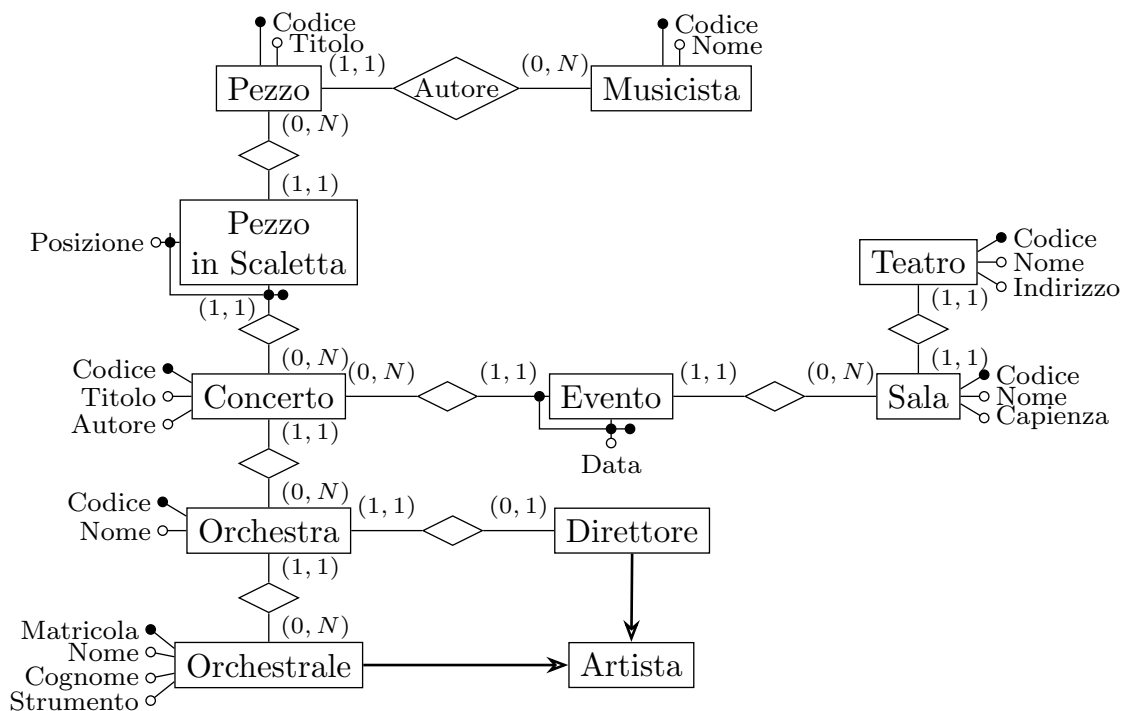 Codice
Titolo
Codice
Nome
(1, 1)
(0, N)
Pezzo
Autore
Musicista
(0, N)
(1, 1)
Pezzo
in Scaletta
Posizione
(1, 1)
Teatro
Codice
Nome
Indirizzo
(1, 1)
(0, N)
(0, N)
(1, 1)
(1, 1)
(0, N)
(1, 1)
Codice
Titolo
Autore
Concerto
Evento
Sala
Codice
Nome
Capienza
(1, 1)
Data
(0, N)
(1, 1)
(0, 1)
Codice
Nome
Orchestra
Direttore
(1, 1)
(0, N)
Matricola
Nome
Cognome
Strumento
Orchestrale
Artista